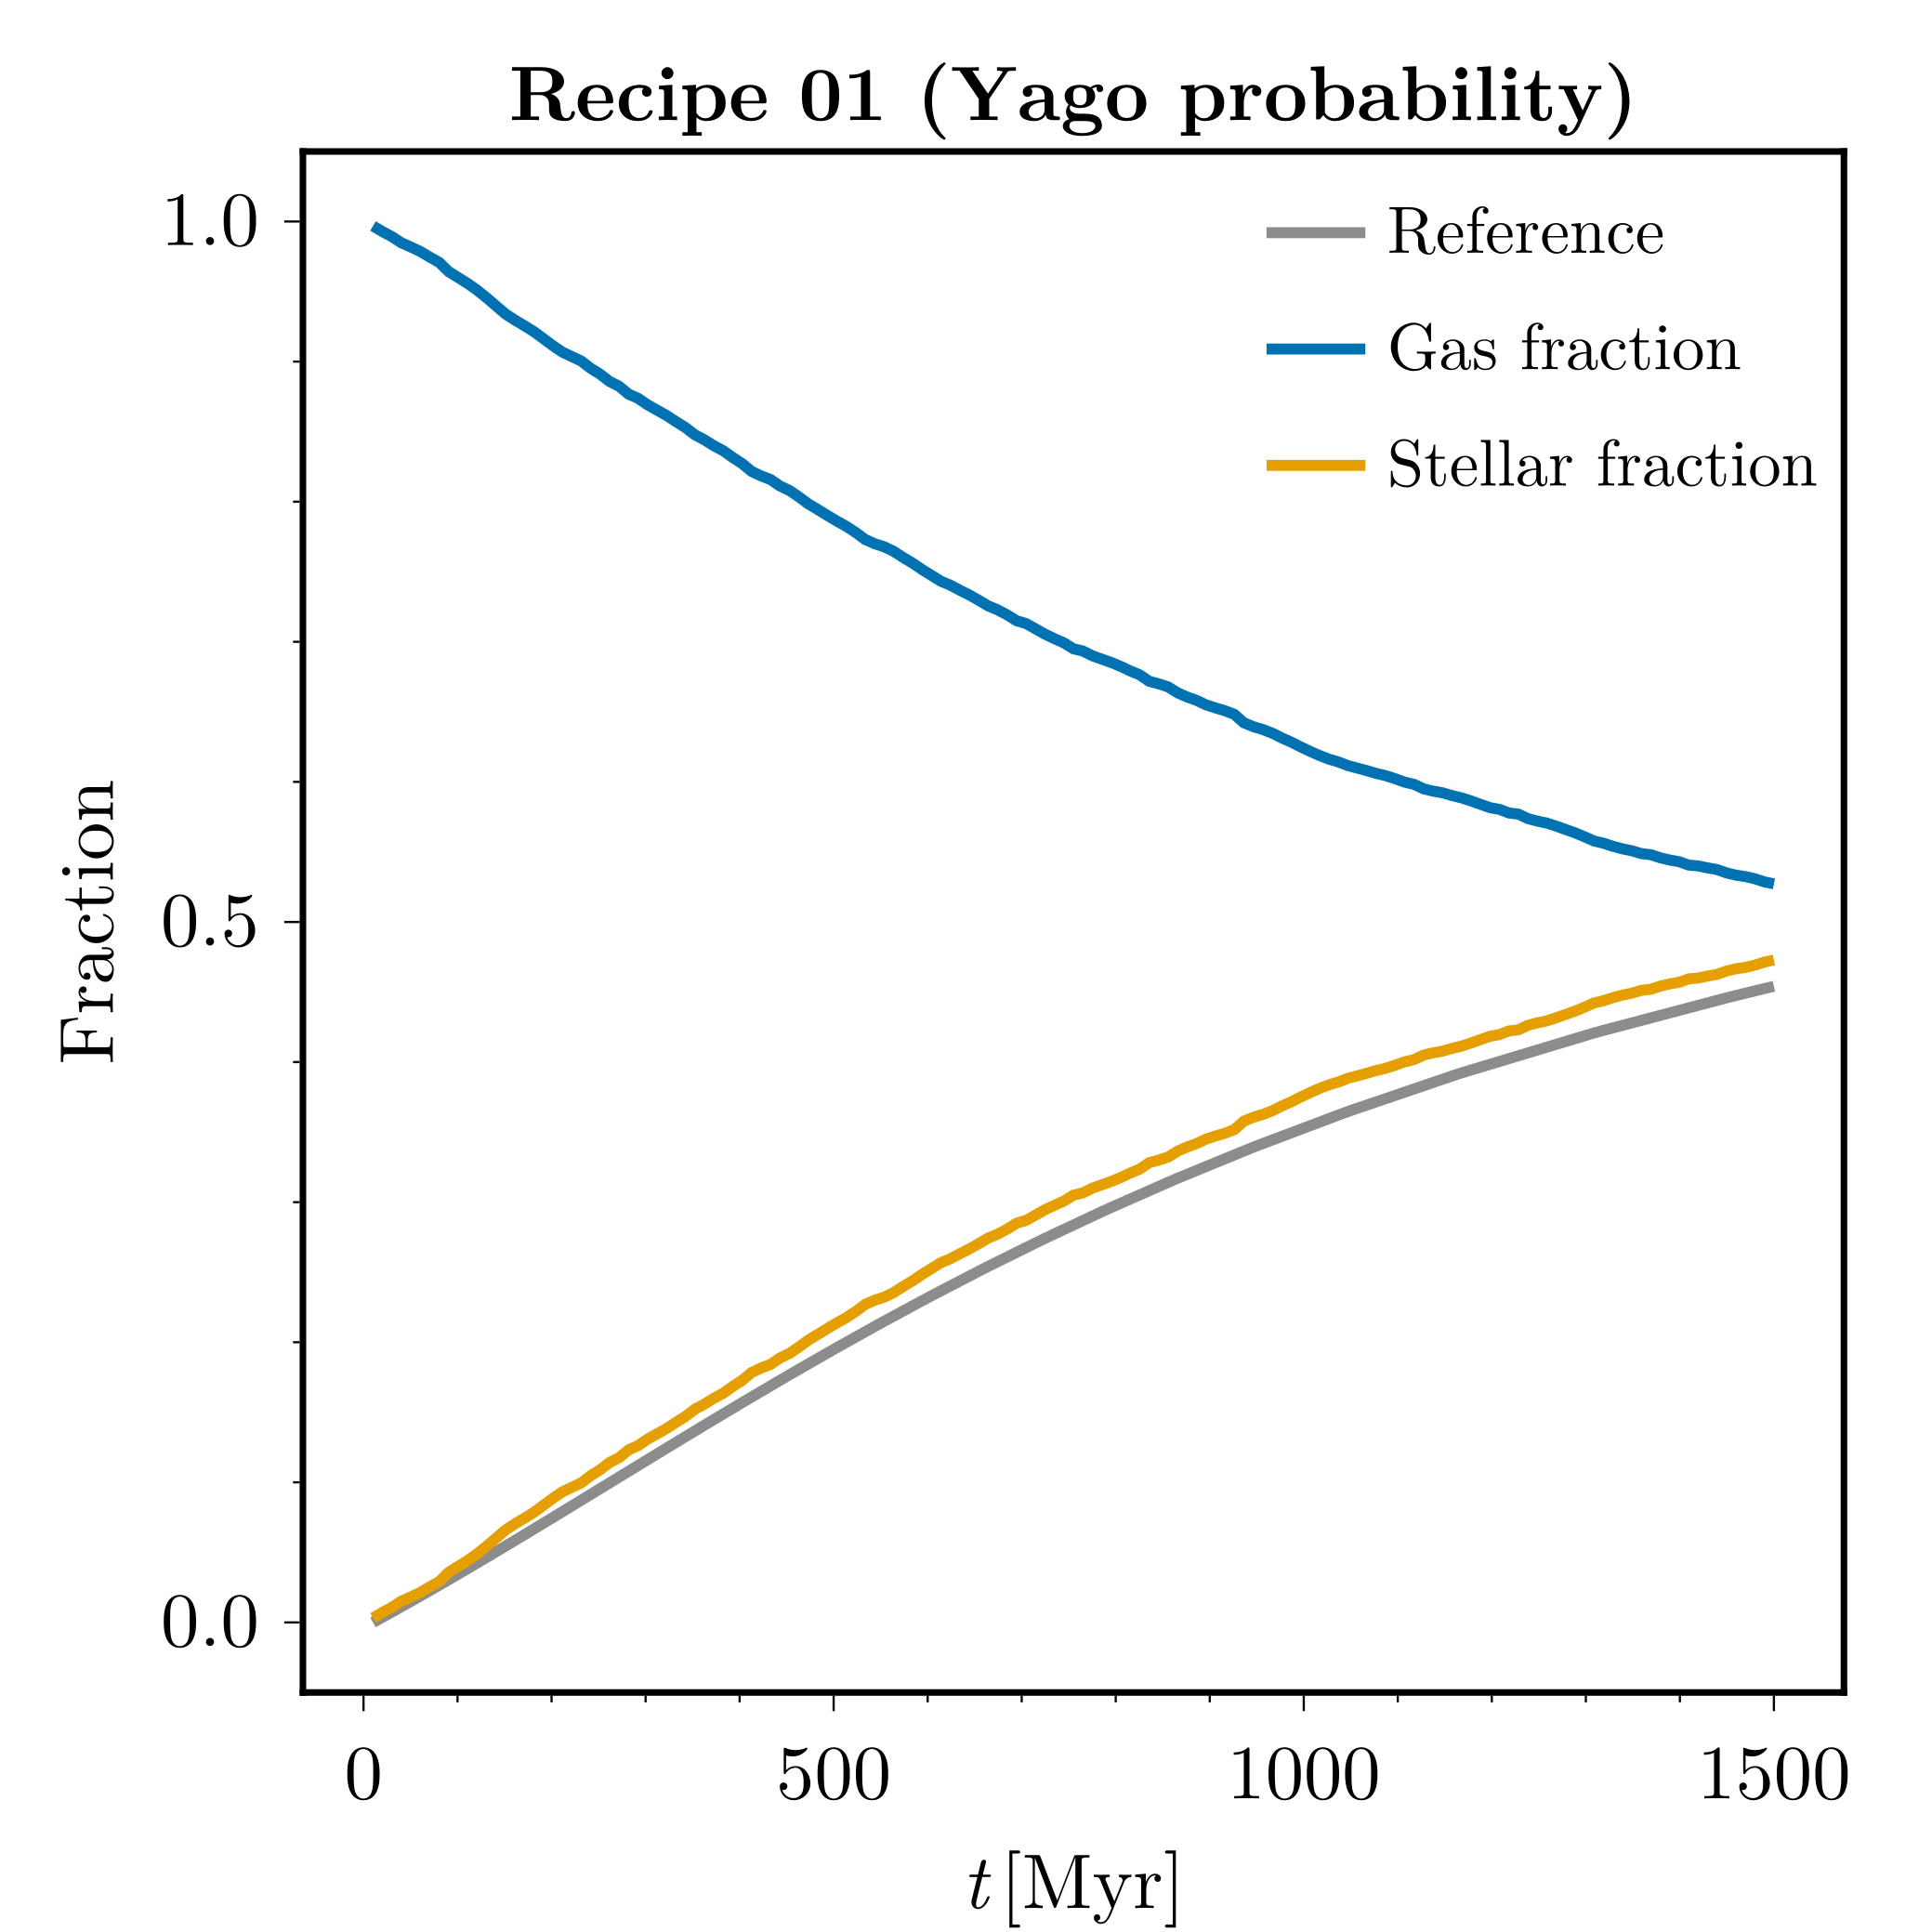 Recipe 01 (Yago probability)
1.0
0.5
0.0
Fraction
Reference
Gas fraction
Stellar fraction
0 500 1000 1500
t [Myr]